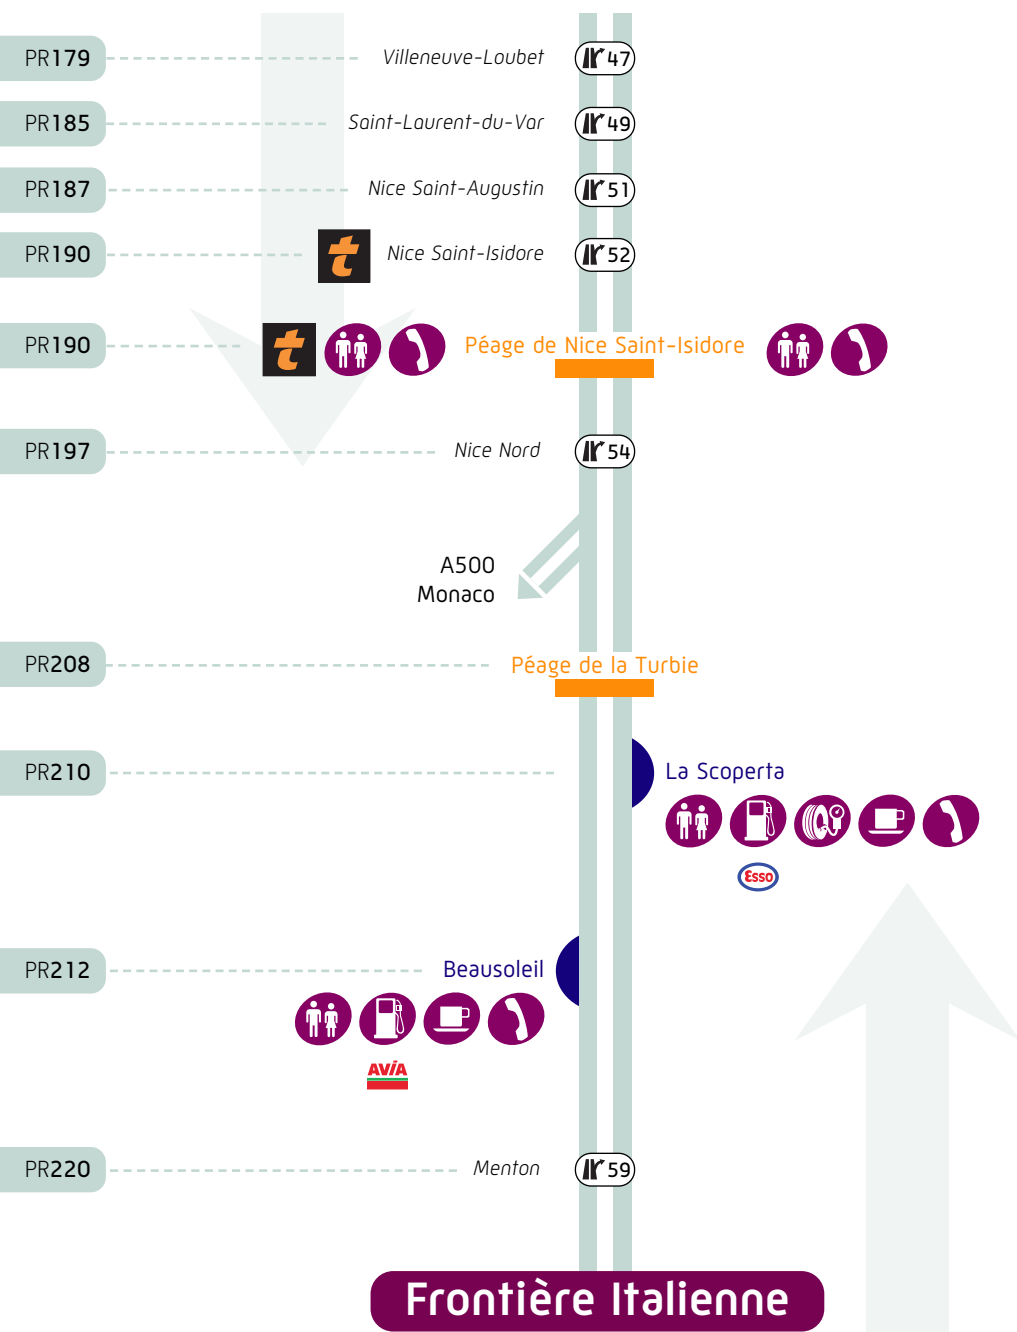 PR179 Villeneuve-Loubet 47
PR185 Saint-Laurent-du-Var 49
PR187 Nice Saint-Augustin 51
PR190 t Nice Saint-Isidore 52
PR190 t Péage de Nice Saint-Isidore
PR197 Nice Nord 54
A500
Monaco
PR208 Péage de la Turbie
PR210 La Scoperta
Esso
PR212 Beausoleil
AVIA
PR220 Menton 59
Frontière Italienne